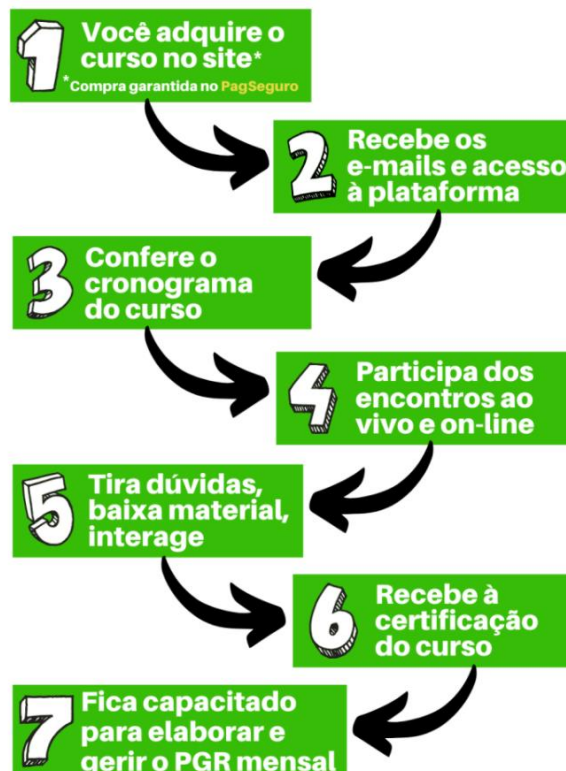 1
Você adquire o
curso no site*
*Compra garantida no PagSeguro
2
Recebe os
e-mails e acesso
à plataforma
3
Confere o
cronograma
do curso
4
Participa dos
encontros ao
vivo e on-line
5
Tira dúvidas,
baixa material,
interage
6
Recebe à
certificação
do curso
7
Fica capacitado
para elaborar e
gerir o PGR mensal